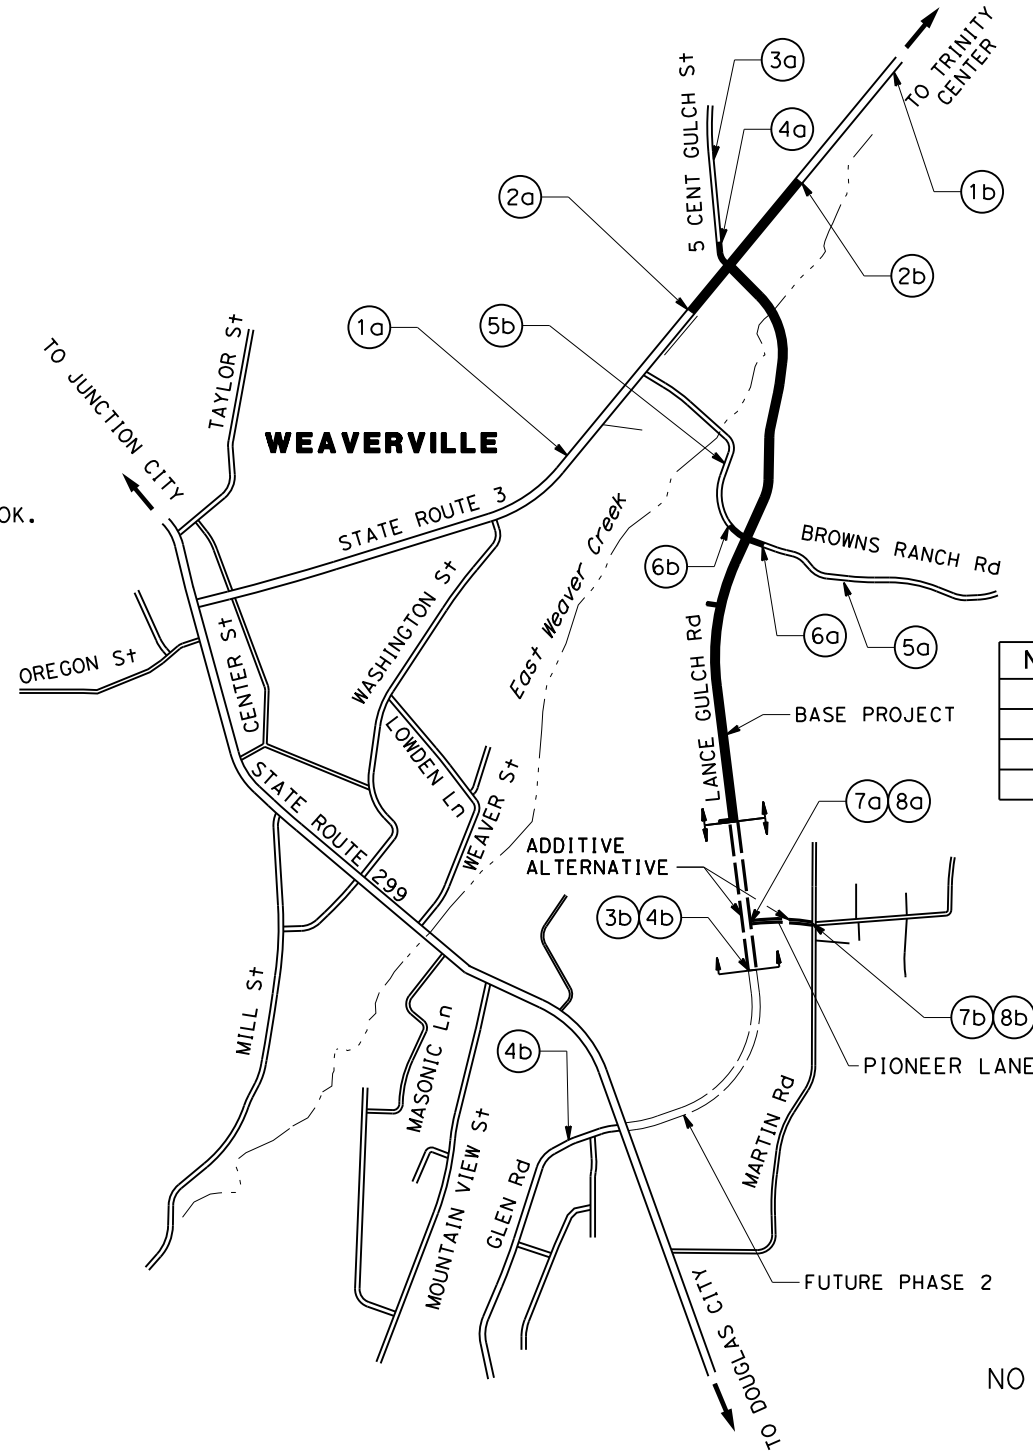 TO TRINITY
CENTER
5 CENT GULCH St
3a
4a
1b
2a
2b
1a
5b
TO JUNCTION CITY
TAYLOR St
WEAVERVILLE
OK.
STATE ROUTE 3
East Weaver Creek
BROWNS RANCH Rd
6b
6a
5a
WASHINGTON St
OREGON St
CENTER St
LANCE GULCH Rd
N
BASE PROJECT
LOWDEN Ln
WEAVER St
STATE ROUTE 299
7a 8a
ADDITIVE
ALTERNATIVE
3b 4b
MILL St
MASONIC Ln
7b 8b
4b
PIONEER LANE
MARTIN Rd
MOUNTAIN VIEW St
GLEN Rd
FUTURE PHASE 2
TO DOUGLAS CITY
NO